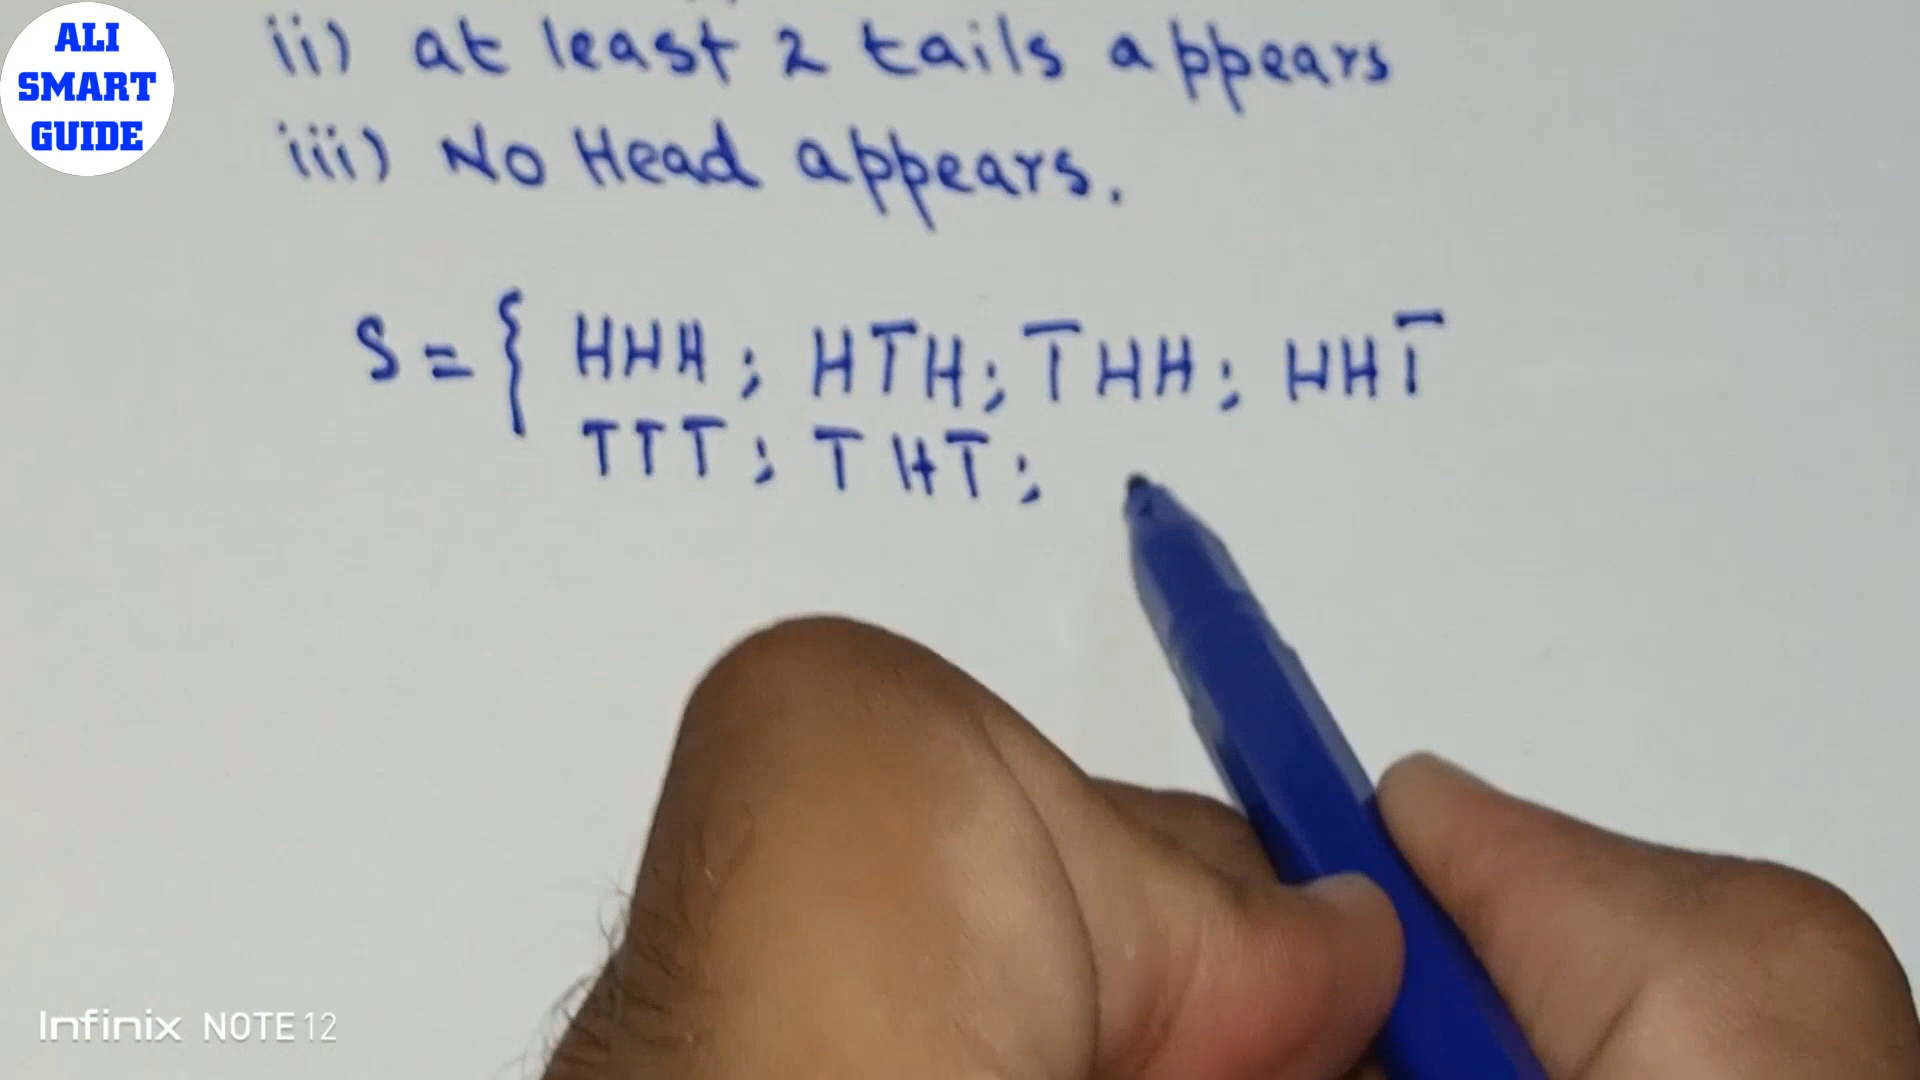 ALI
SMART
GUIDE
ii) at least 2 tails appears
iii) No Head appears.
S = { HHH ; HTH ; THH ; HHT
TTT ; THT ;
Infinix NOTE 12